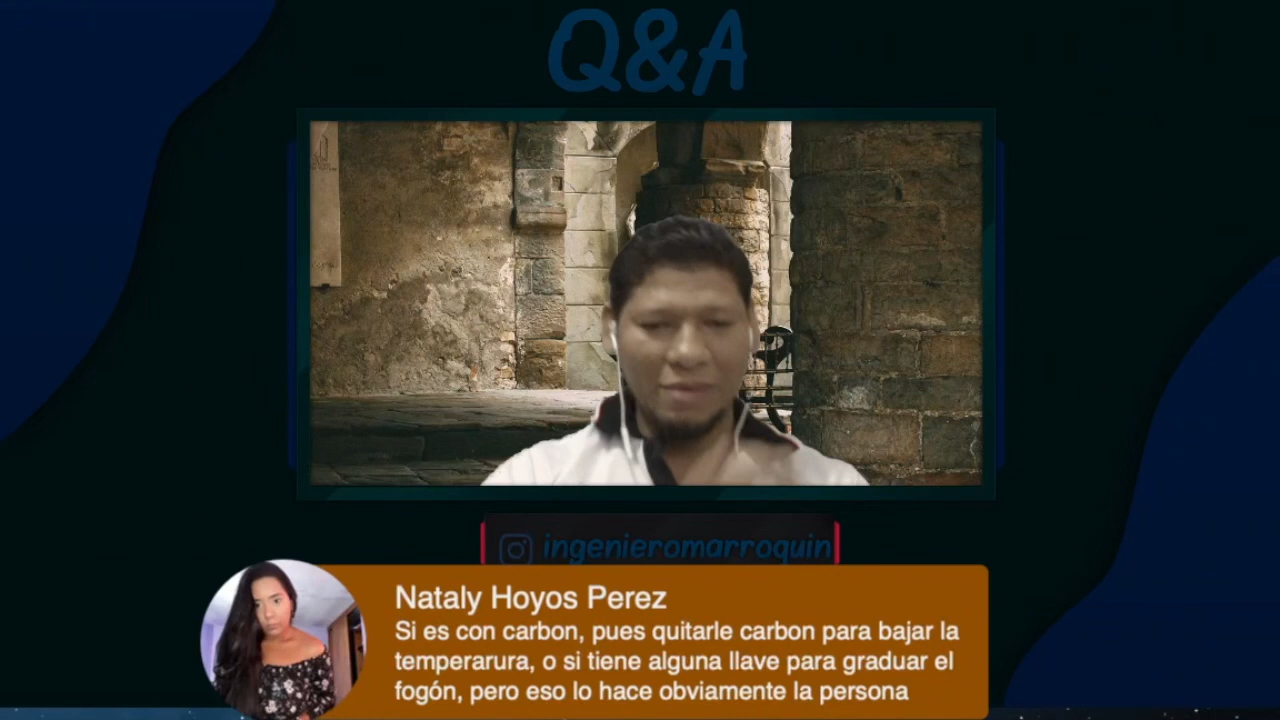 Q&A
ingenieromarroquin
Nataly Hoyos Perez
Si es con carbon, pues quitarle carbon para bajar la
temperarura, o si tiene alguna llave para graduar el
fogón, pero eso lo hace obviamente la persona